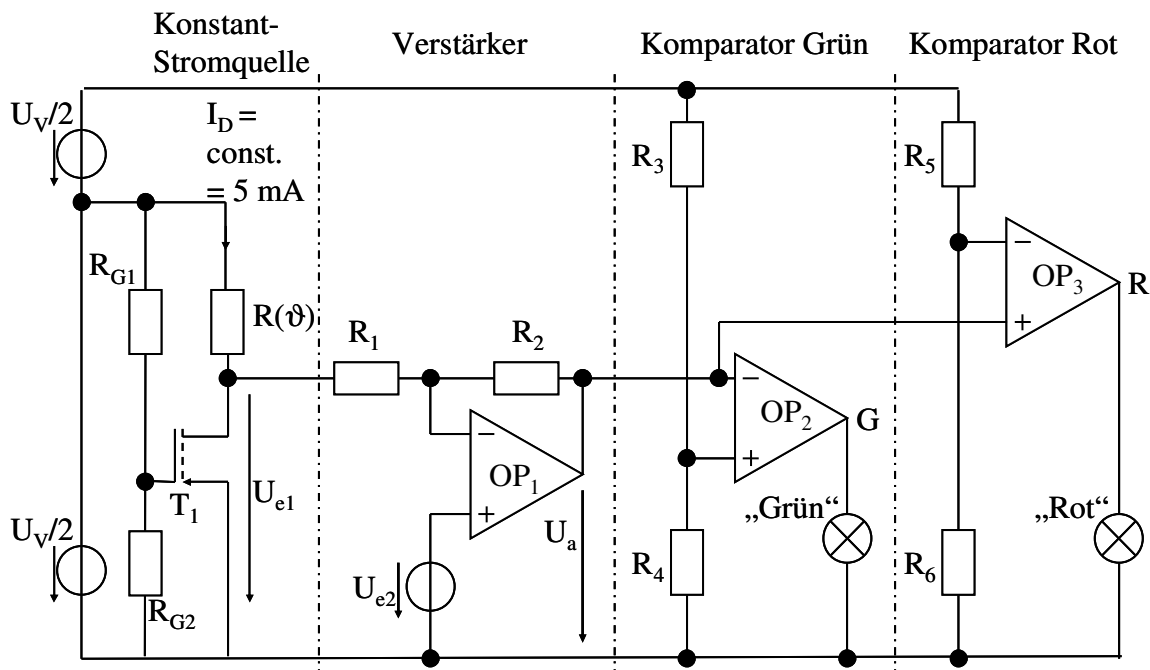 Konstant-
Stromquelle
Verstärker
Komparator Grün
Komparator Rot
U_V/2
I_D =
const.
= 5 mA
R_3
R_5
R_G1
R(ϑ)
R_1
R_2
−
OP_3
+
R
−
OP_2
+
G
−
OP_1
+
T_1
U_e1
U_a
„Grün“
„Rot“
U_V/2
R_G2
U_e2
R_4
R_6